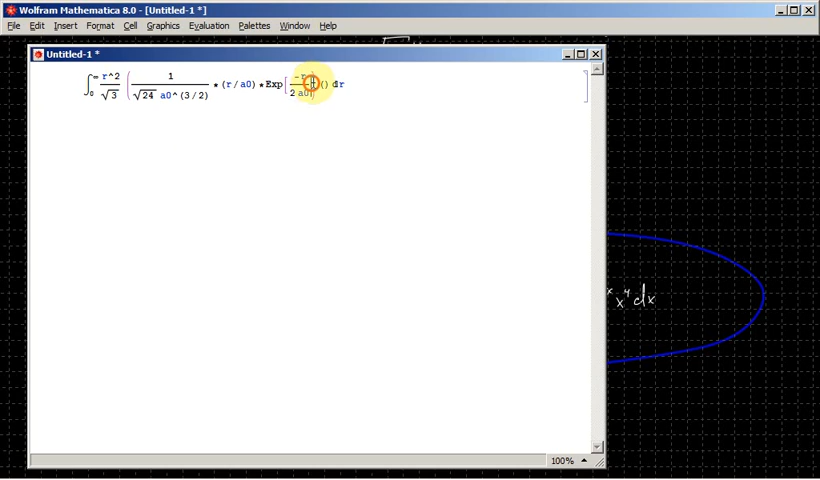 Wolfram Mathematica 8.0 - [Untitled-1 *]
File Edit Insert Format Cell Graphics Evaluation Palettes Window Help
Untitled-1 *
∫₀^∞ r^2/√3 (1/(√24 a0^(3/2)) * (r/a0) * Exp[-r/(2 a0) () ⅆr
x⁴ dx
100%